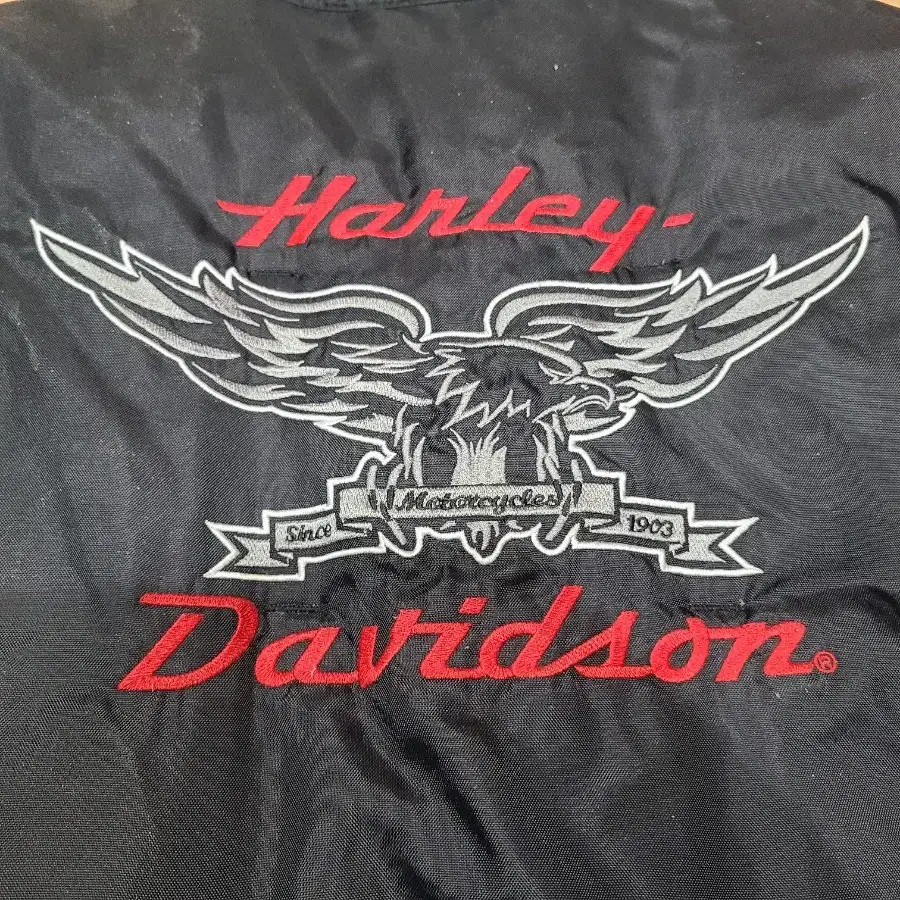 Harley-
Motorcycles
Since 1903
Davidson®